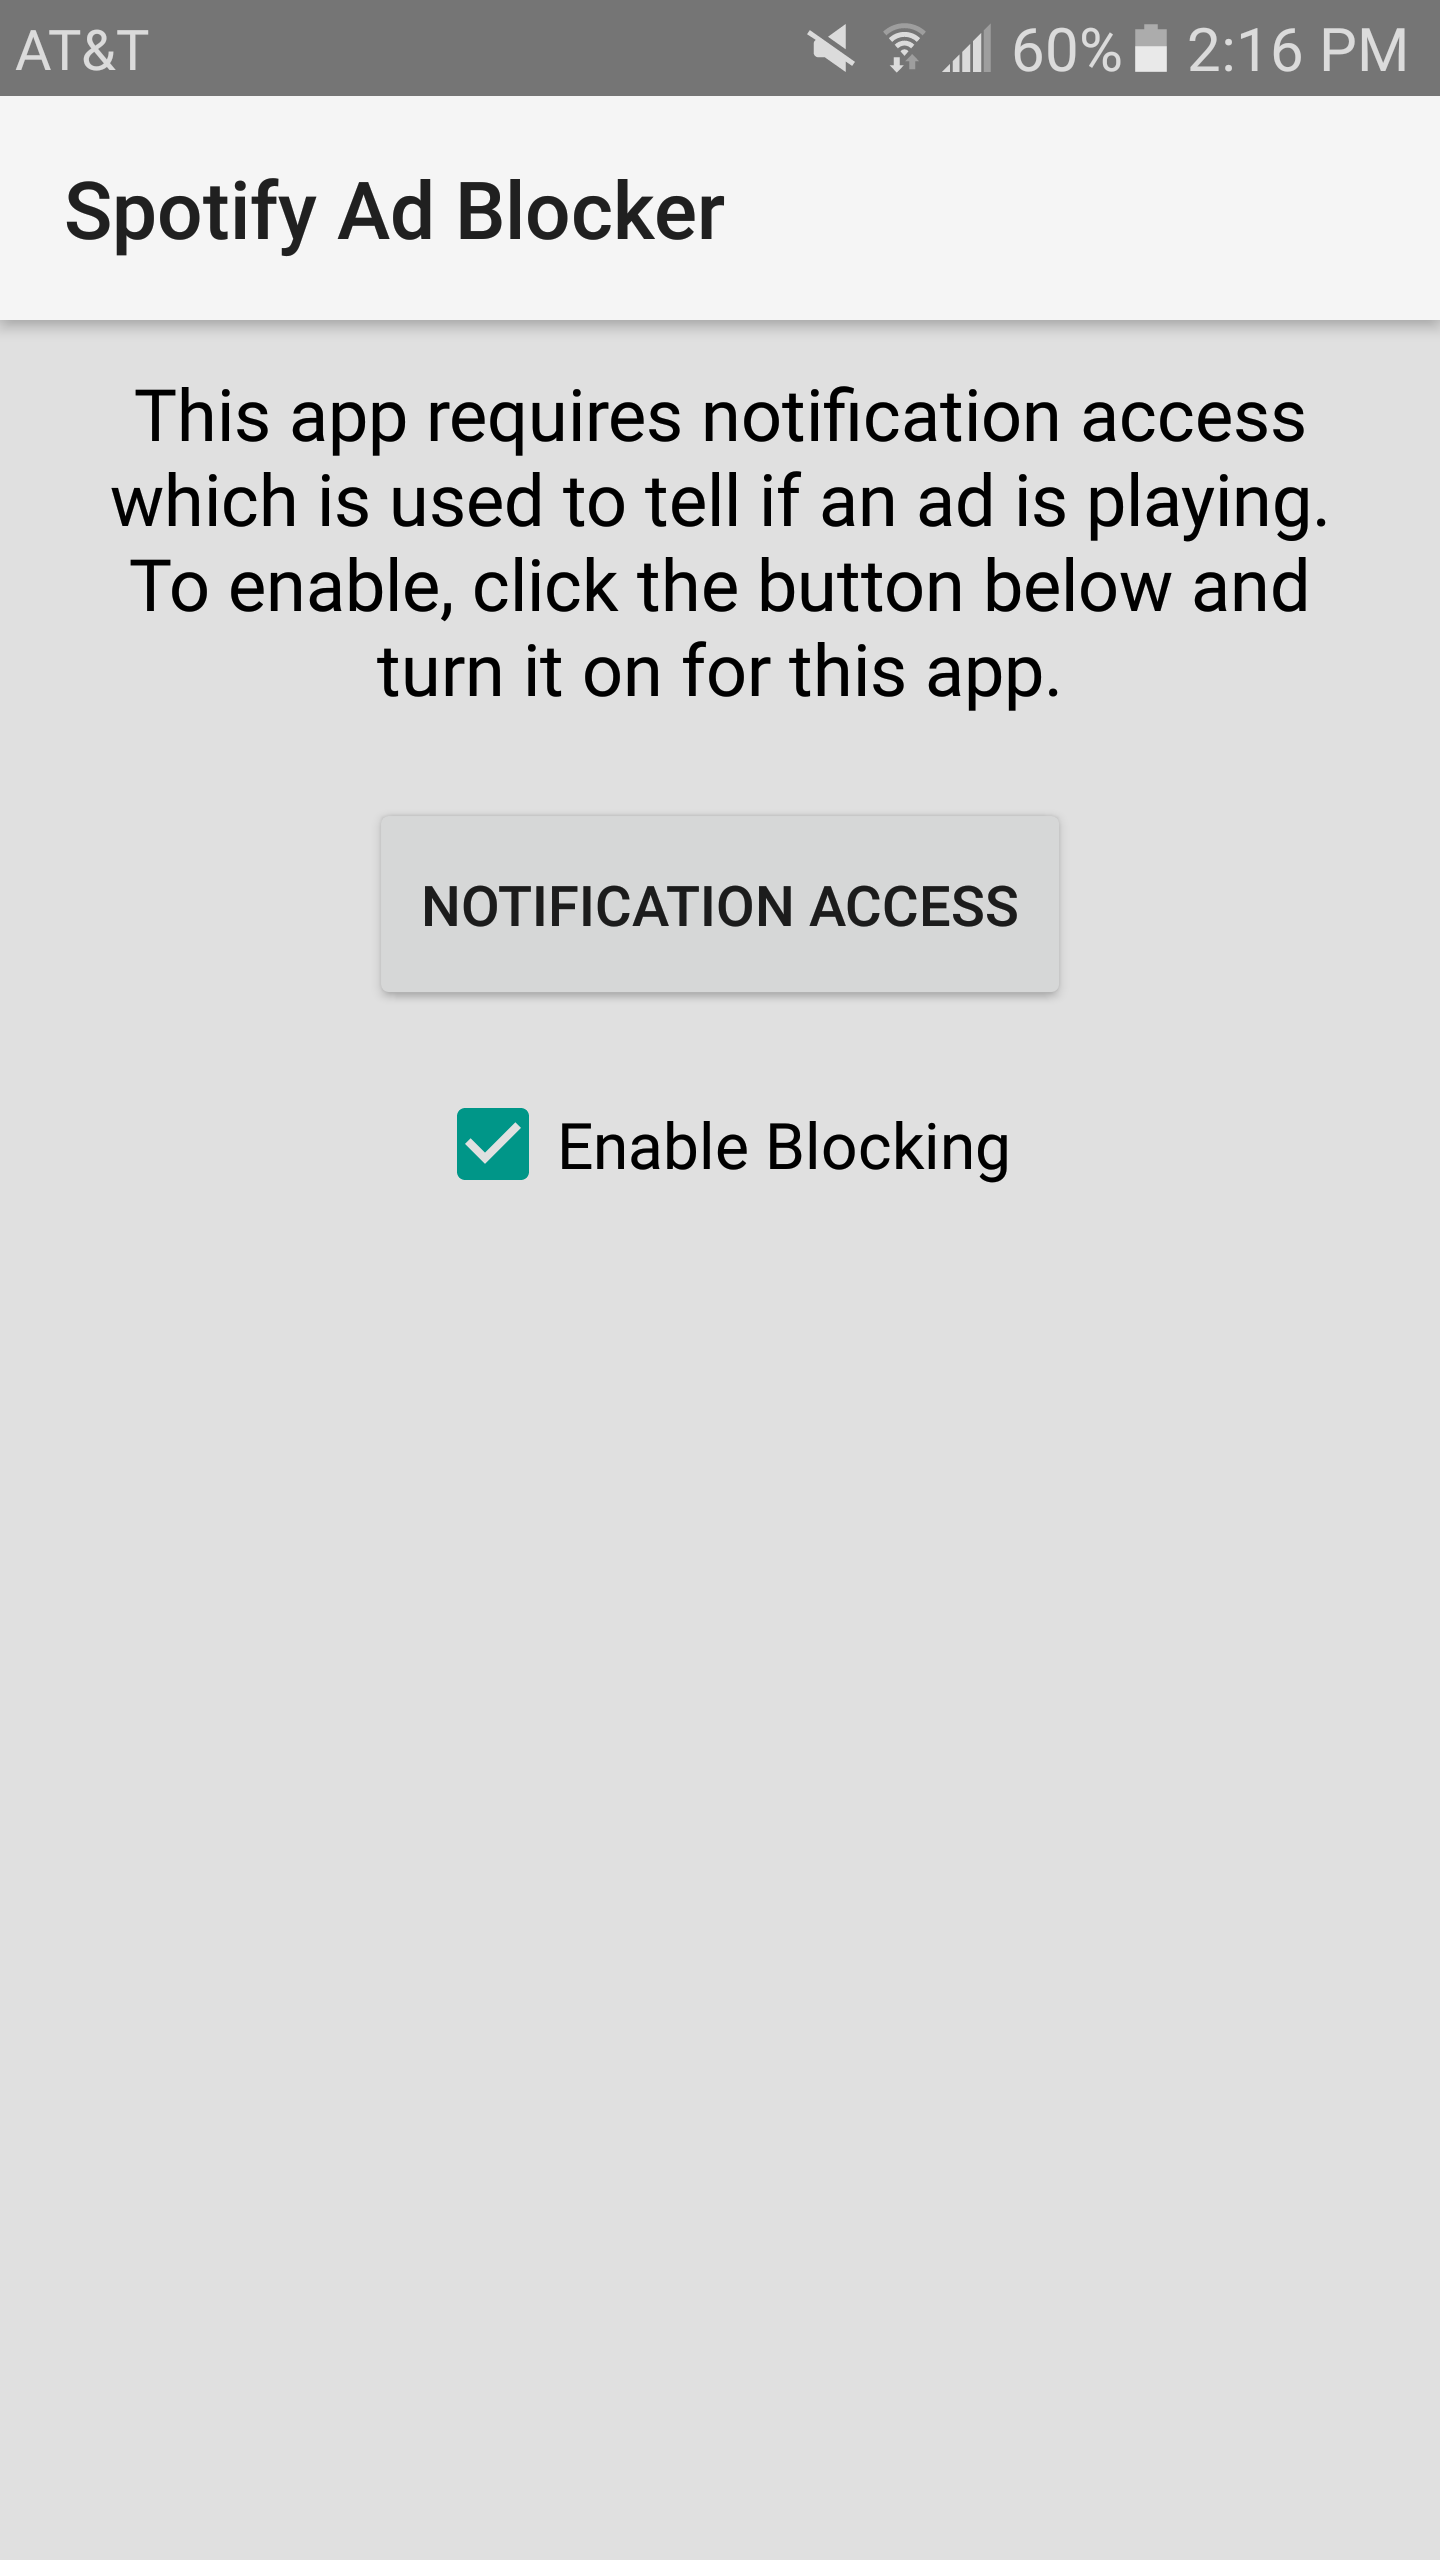 AT&T 60% 2:16 PM
Spotify Ad Blocker
This app requires notification access
which is used to tell if an ad is playing.
To enable, click the button below and
turn it on for this app.
NOTIFICATION ACCESS
Enable Blocking